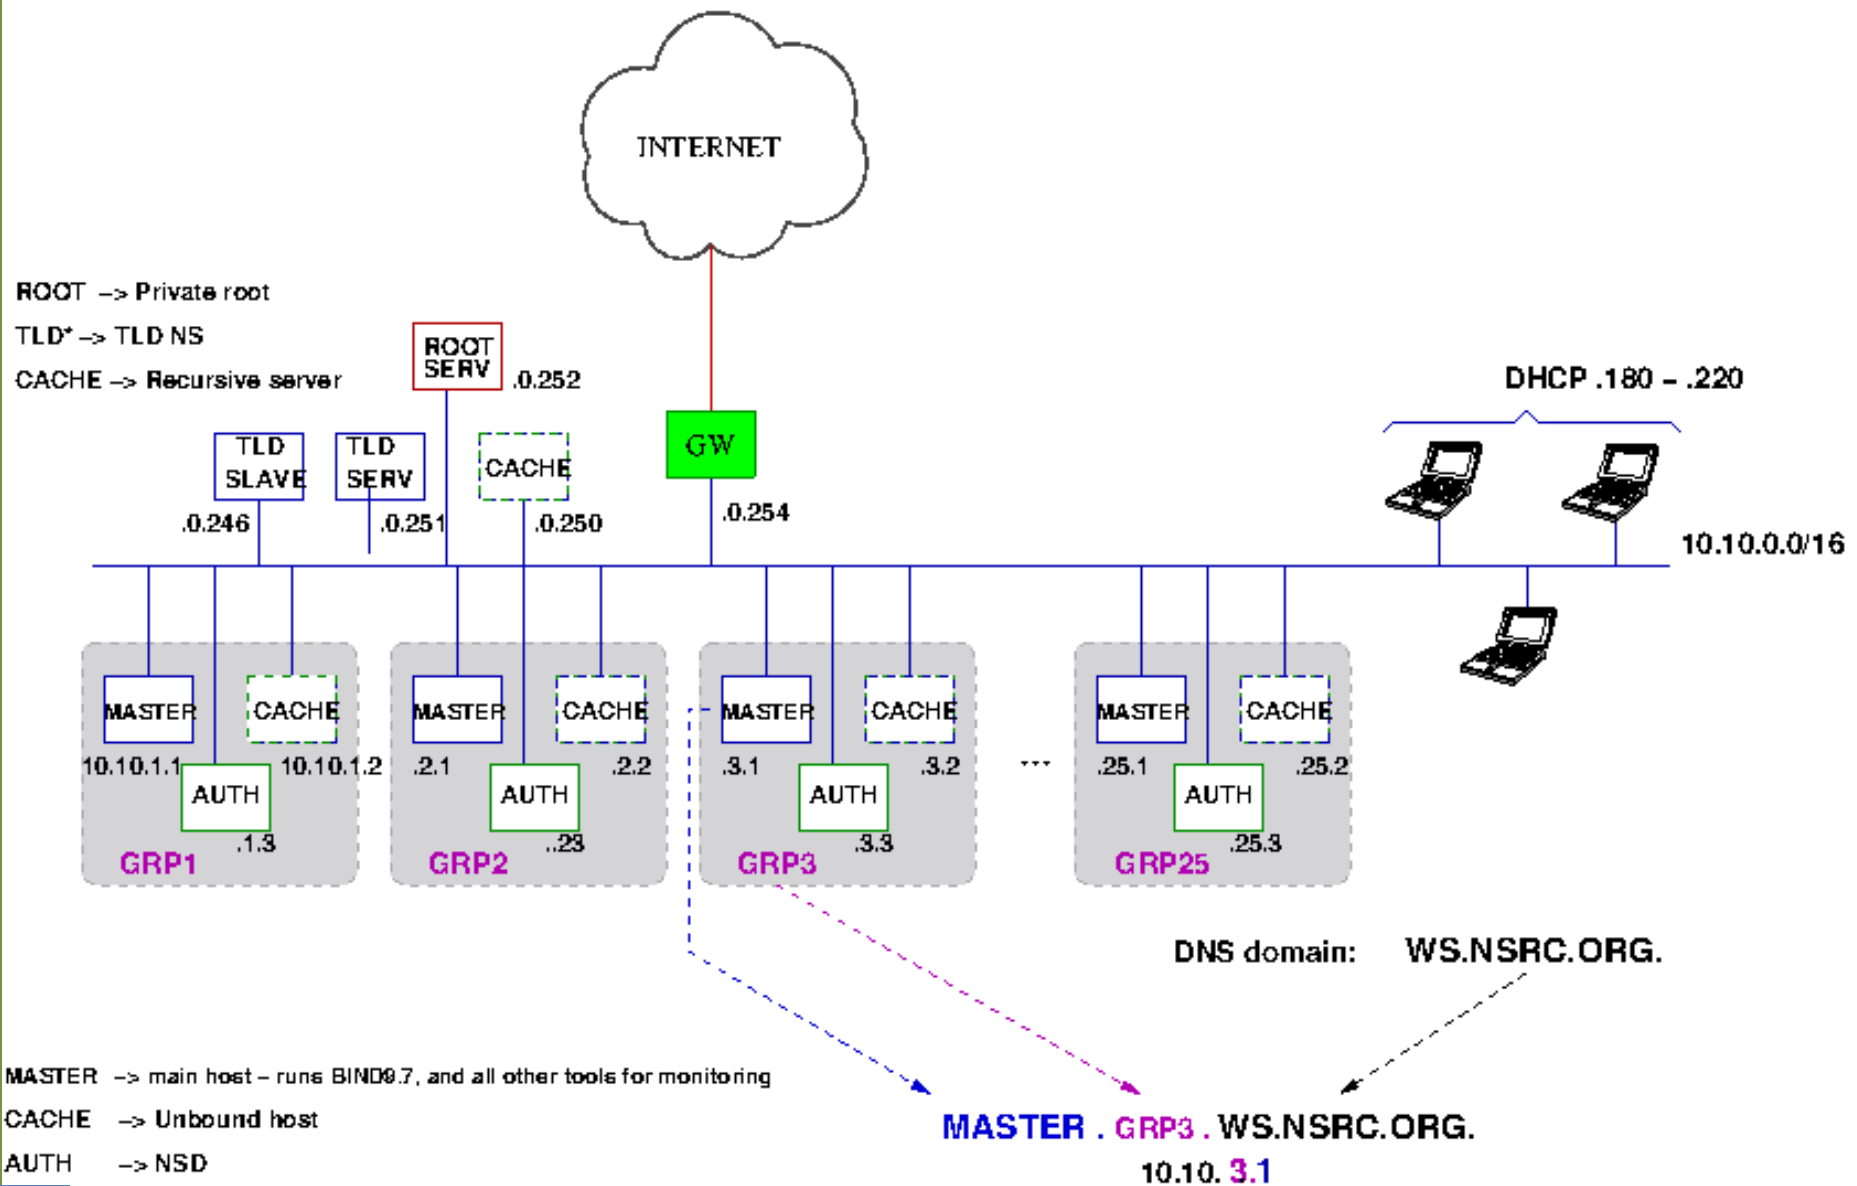 INTERNET
ROOT –> Private root
TLD* –> TLD NS
CACHE –> Recursive server
ROOT
SERV
.0.252
DHCP .180 – .220
TLD
SLAVE
TLD
SERV
CACHE
GW
.0.246
.0.251
.0.250
.0.254
10.10.0.0/16
MASTER
CACHE
MASTER
CACHE
MASTER
CACHE
MASTER
CACHE
10.10.1.1
10.10.1.2
.2.1
.2.2
.3.1
.3.2
...
.25.1
.25.2
AUTH
AUTH
AUTH
AUTH
.1.3
..23
.3.3
.25.3
GRP1
GRP2
GRP3
GRP25
DNS domain: WS.NSRC.ORG.
MASTER –> main host – runs BIND9.7, and all other tools for monitoring
CACHE –> Unbound host
AUTH –> NSD
MASTER . GRP3 . WS.NSRC.ORG.
10.10. 3.1